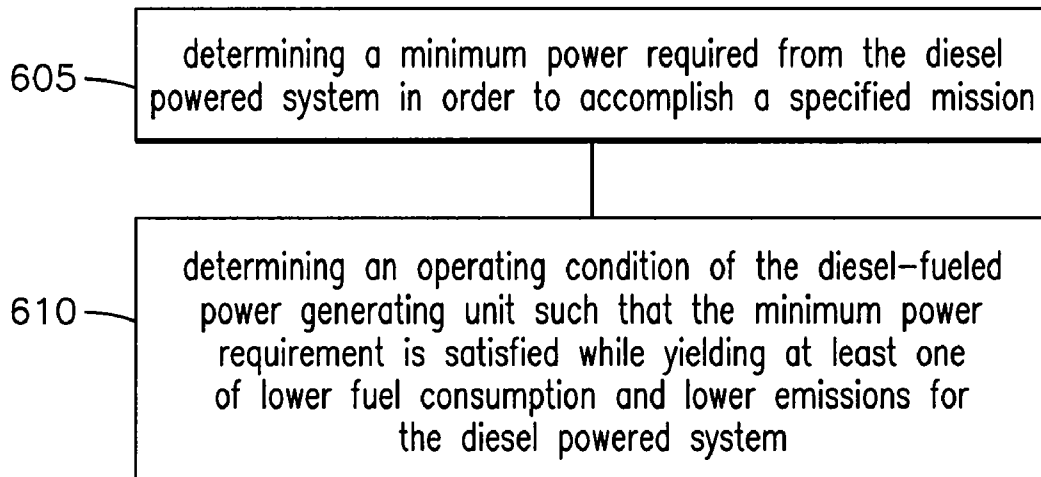 605
determining a minimum power required from the diesel
powered system in order to accomplish a specified mission
610
determining an operating condition of the diesel-fueled
power generating unit such that the minimum power
requirement is satisfied while yielding at least one
of lower fuel consumption and lower emissions for
the diesel powered system